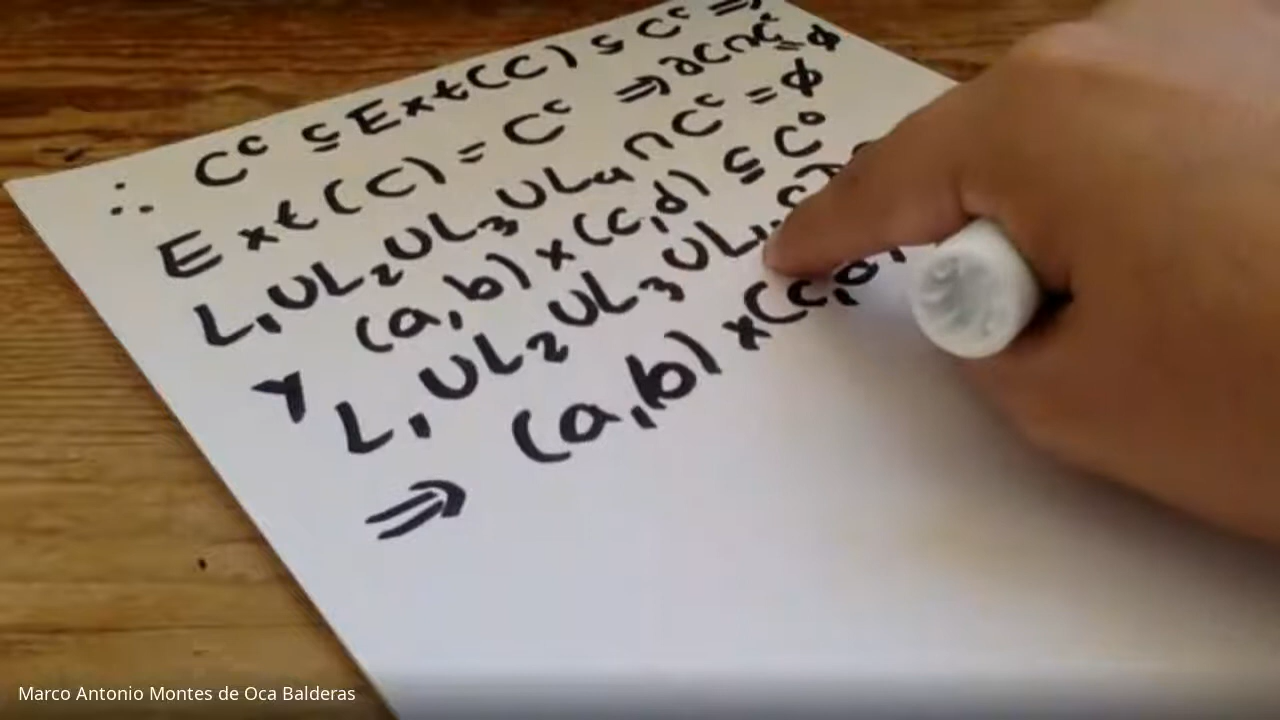 ∴ Cᶜ ⊆ Ext(C) ⊆ Cᶜ ⇒
Ext(C) = Cᶜ ⇒ ∂C∩Cᶜ = ∅
L₁∪L₂∪L₃∪L₄∩Cᶜ = ∅
y (a,b)×(c,d) ⊆ C°
L₁∪L₂∪L₃∪L
⇒ (a,b)×(c,d)
Marco Antonio Montes de Oca Balderas